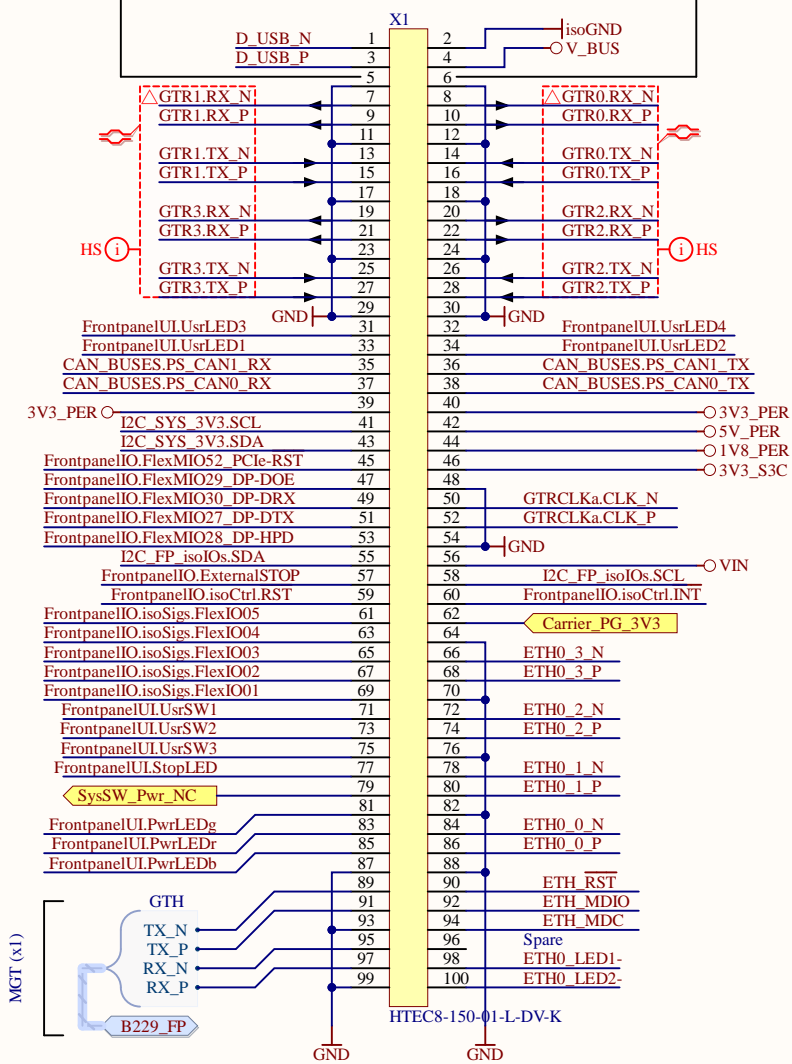 X1
D_USB_N 1 2 isoGND
D_USB_P 3 4 V_BUS
5 6
GTR1.RX_N 7 8 GTR0.RX_N
GTR1.RX_P 9 10 GTR0.RX_P
11 12
GTR1.TX_N 13 14 GTR0.TX_N
GTR1.TX_P 15 16 GTR0.TX_P
17 18
GTR3.RX_N 19 20 GTR2.RX_N
GTR3.RX_P 21 22 GTR2.RX_P
HS i 23 24 i HS
GTR3.TX_N 25 26 GTR2.TX_N
GTR3.TX_P 27 28 GTR2.TX_P
GND 29 30 GND
FrontpanelUI.UsrLED3 31 32 FrontpanelUI.UsrLED4
FrontpanelUI.UsrLED1 33 34 FrontpanelUI.UsrLED2
CAN_BUSES.PS_CAN1_RX 35 36 CAN_BUSES.PS_CAN1_TX
CAN_BUSES.PS_CAN0_RX 37 38 CAN_BUSES.PS_CAN0_TX
3V3_PER 39 40 3V3_PER
I2C_SYS_3V3.SCL 41 42 5V_PER
I2C_SYS_3V3.SDA 43 44 1V8_PER
FrontpanelIO.FlexMIO52_PCIe-RST 45 46 3V3_S3C
FrontpanelIO.FlexMIO29_DP-DOE 47 48
FrontpanelIO.FlexMIO30_DP-DRX 49 50 GTRCLKa.CLK_N
FrontpanelIO.FlexMIO27_DP-DTX 51 52 GTRCLKa.CLK_P
FrontpanelIO.FlexMIO28_DP-HPD 53 54 GND
I2C_FP_isoIOs.SDA 55 56 VIN
FrontpanelIO.ExternalSTOP 57 58 I2C_FP_isoIOs.SCL
FrontpanelIO.isoCtrl.RST 59 60 FrontpanelIO.isoCtrl.INT
FrontpanelIO.isoSigs.FlexIO05 61 62 Carrier_PG_3V3
FrontpanelIO.isoSigs.FlexIO04 63 64
FrontpanelIO.isoSigs.FlexIO03 65 66 ETH0_3_N
FrontpanelIO.isoSigs.FlexIO02 67 68 ETH0_3_P
FrontpanelIO.isoSigs.FlexIO01 69 70
FrontpanelUI.UsrSW1 71 72 ETH0_2_N
FrontpanelUI.UsrSW2 73 74 ETH0_2_P
FrontpanelUI.UsrSW3 75 76
FrontpanelUI.StopLED 77 78 ETH0_1_N
SysSW_Pwr_NC 79 80 ETH0_1_P
81 82
FrontpanelUI.PwrLEDg 83 84 ETH0_0_N
FrontpanelUI.PwrLEDr 85 86 ETH0_0_P
FrontpanelUI.PwrLEDb 87 88
89 90 ETH_RST
GTH 91 92 ETH_MDIO
TX_N 93 94 ETH_MDC
TX_P 95 96 Spare
RX_N 97 98 ETH0_LED1-
RX_P 99 100 ETH0_LED2-
MGT (x1)
HTEC8-150-01-L-DV-K
B229_FP
GND GND